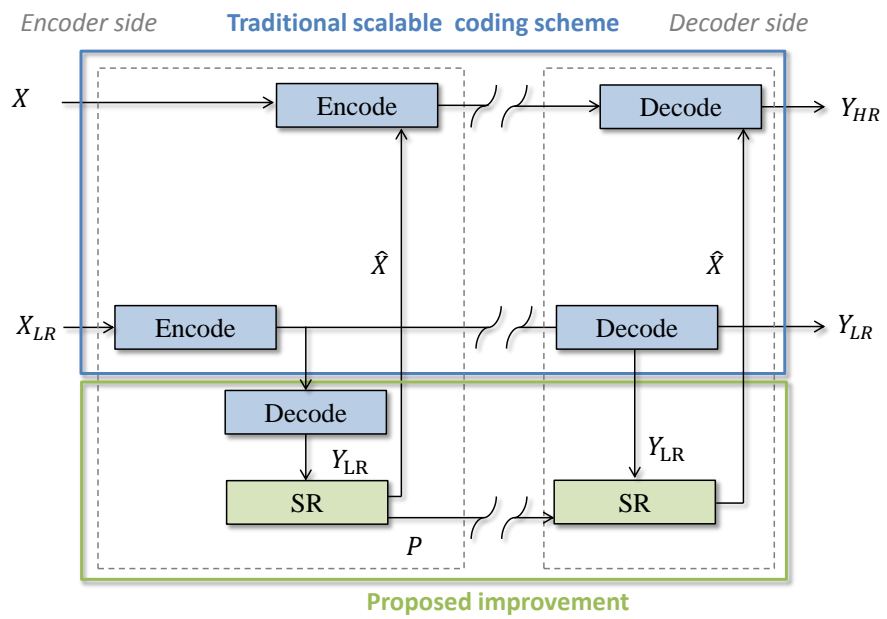 Encoder side
Traditional scalable coding scheme
Decoder side
X
Encode
Decode
Y_HR
X̂
X̂
X_LR
Encode
Decode
Y_LR
Decode
Y_LR
Y_LR
SR
SR
P
Proposed improvement